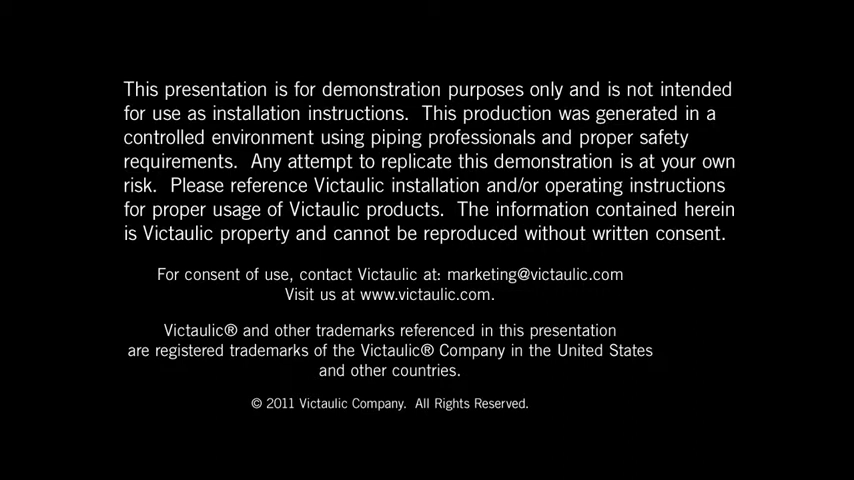 This presentation is for demonstration purposes only and is not intended
for use as installation instructions.  This production was generated in a
controlled environment using piping professionals and proper safety
requirements.  Any attempt to replicate this demonstration is at your own
risk.  Please reference Victaulic installation and/or operating instructions
for proper usage of Victaulic products.  The information contained herein
is Victaulic property and cannot be reproduced without written consent.
For consent of use, contact Victaulic at: marketing@victaulic.com
Visit us at www.victaulic.com.
Victaulic® and other trademarks referenced in this presentation
are registered trademarks of the Victaulic® Company in the United States
and other countries.
© 2011 Victaulic Company.  All Rights Reserved.